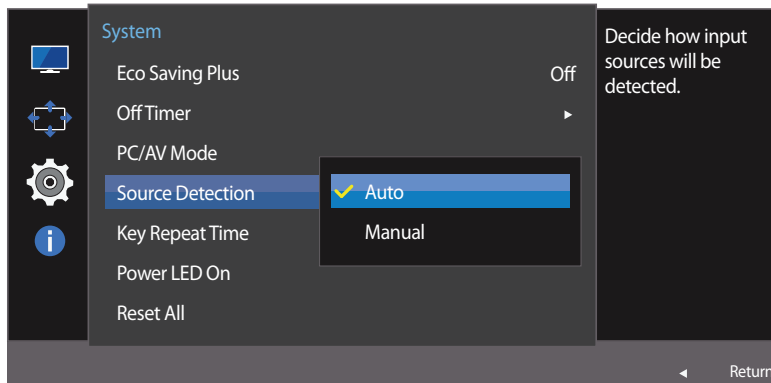 System
Eco Saving Plus Off
Off Timer
PC/AV Mode
Source Detection
Auto
Key Repeat Time
Manual
Power LED On
Reset All
Decide how input
sources will be
detected.
Return